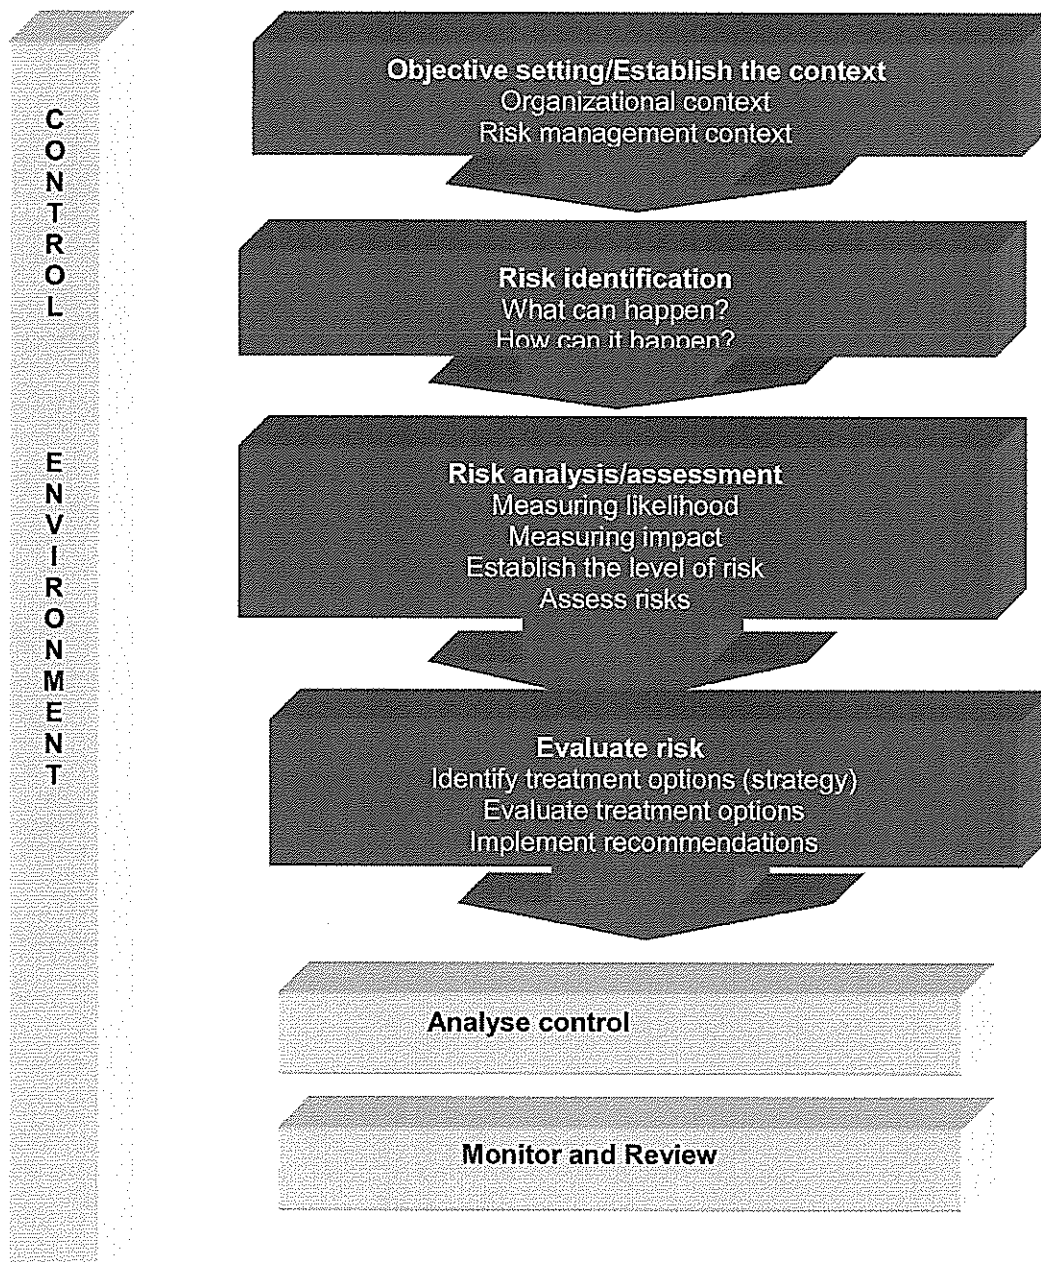 CONTROL ENVIRONMENT
Objective setting/Establish the context
Organizational context
Risk management context
Risk identification
What can happen?
How can it happen?
Risk analysis/assessment
Measuring likelihood
Measuring impact
Establish the level of risk
Assess risks
Evaluate risk
Identify treatment options (strategy)
Evaluate treatment options
Implement recommendations
Analyse control
Monitor and Review